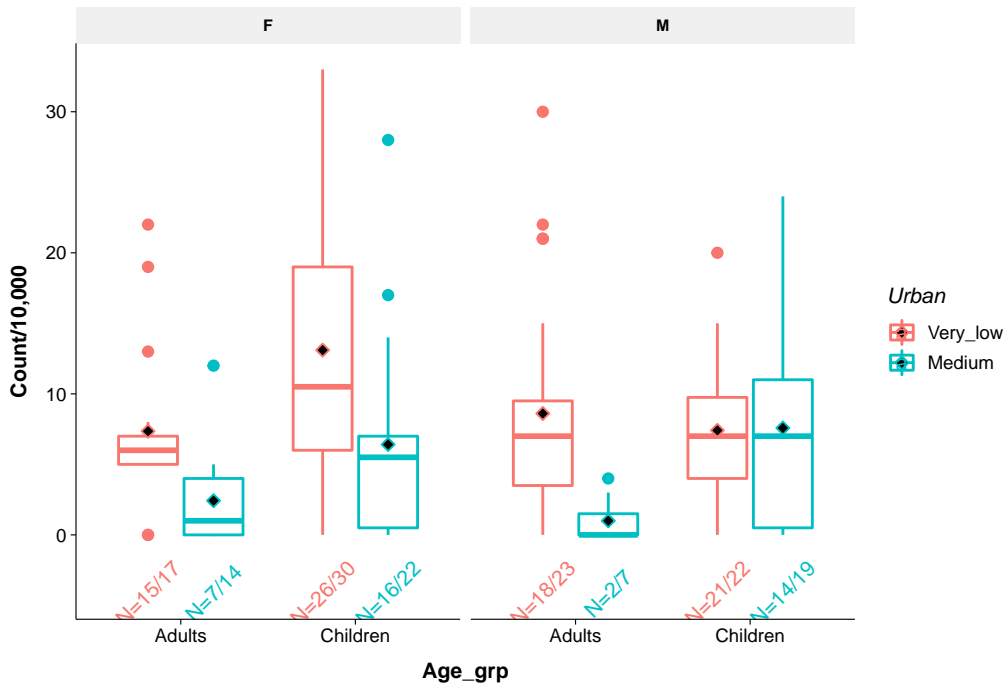 F
M
Count/10,000
30
20
10
0
N=15/17
N=7/14
N=26/30
N=16/22
N=18/23
N=2/7
N=21/22
N=14/19
Adults
Children
Adults
Children
Age_grp
Urban
Very_low
Medium